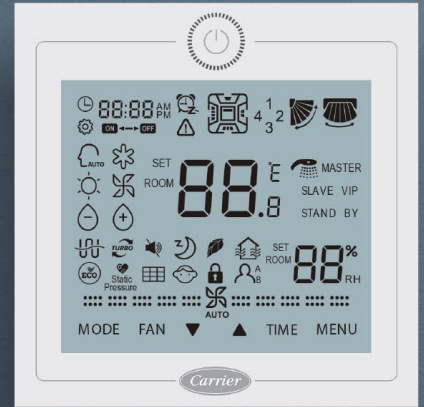 88:88 AM
PM
4 1 2 3
ON OFF
AUTO
SET
ROOM
88.8 °C °F
MASTER
SLAVE VIP
STAND BY
TURBO
Z
ECO
Static
Pressure
A
B
SET
ROOM
88%
RH
AUTO
MODE FAN ▼ ▲ TIME MENU
Carrier